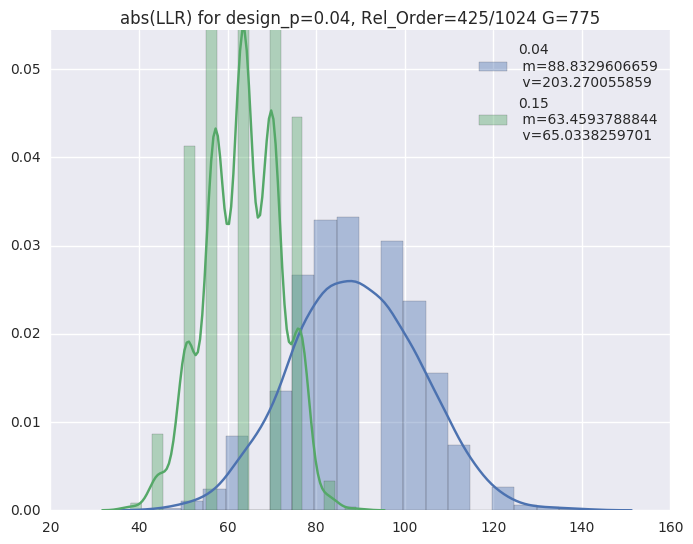 abs(LLR) for design_p=0.04, Rel_Order=425/1024 G=775
0.04
m=88.8329606659
v=203.270055859
0.15
m=63.4593788844
v=65.0338259701
0.05
0.04
0.03
0.02
0.01
0.00
20 40 60 80 100 120 140 160